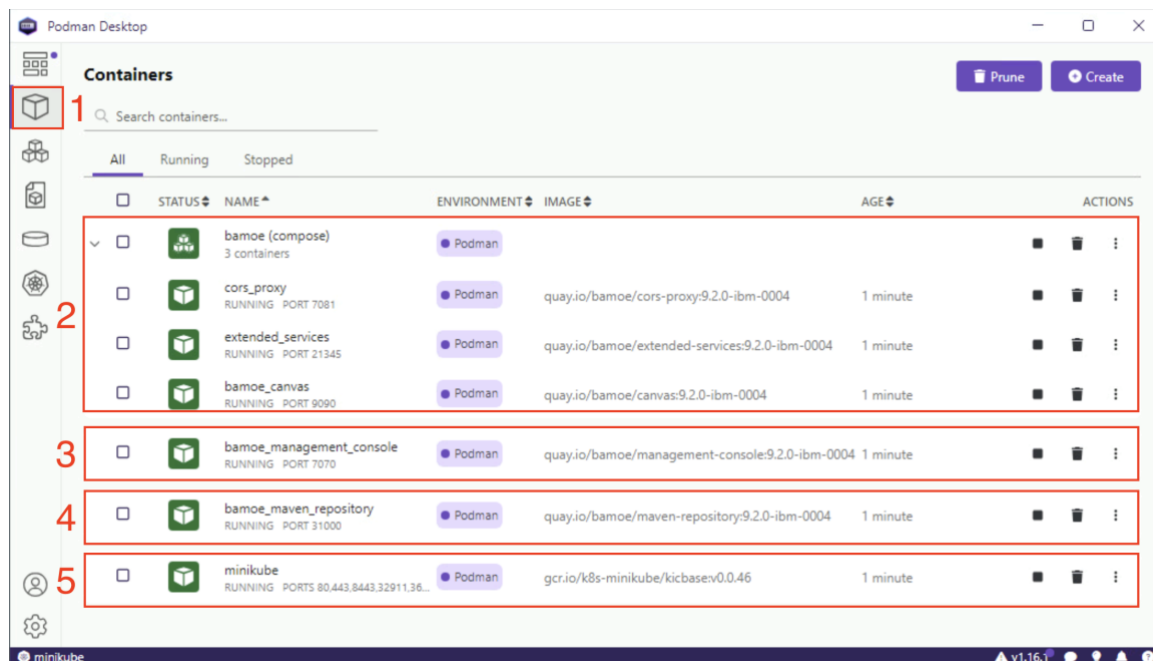 Podman Desktop
Containers
Prune
Create
1
Search containers...
All Running Stopped
STATUS NAME ENVIRONMENT IMAGE AGE ACTIONS
2
bamoe (compose)
3 containers
Podman
cors_proxy
RUNNING PORT 7081
Podman
quay.io/bamoe/cors-proxy:9.2.0-ibm-0004
1 minute
extended_services
RUNNING PORT 21345
Podman
quay.io/bamoe/extended-services:9.2.0-ibm-0004
1 minute
bamoe_canvas
RUNNING PORT 9090
Podman
quay.io/bamoe/canvas:9.2.0-ibm-0004
1 minute
3
bamoe_management_console
RUNNING PORT 7070
Podman
quay.io/bamoe/management-console:9.2.0-ibm-0004
1 minute
4
bamoe_maven_repository
RUNNING PORT 31000
Podman
quay.io/bamoe/maven-repository:9.2.0-ibm-0004
1 minute
5
minikube
RUNNING PORTS 80,443,8443,32911,36...
Podman
gcr.io/k8s-minikube/kicbase:v0.0.46
1 minute
minikube
v1.16.1